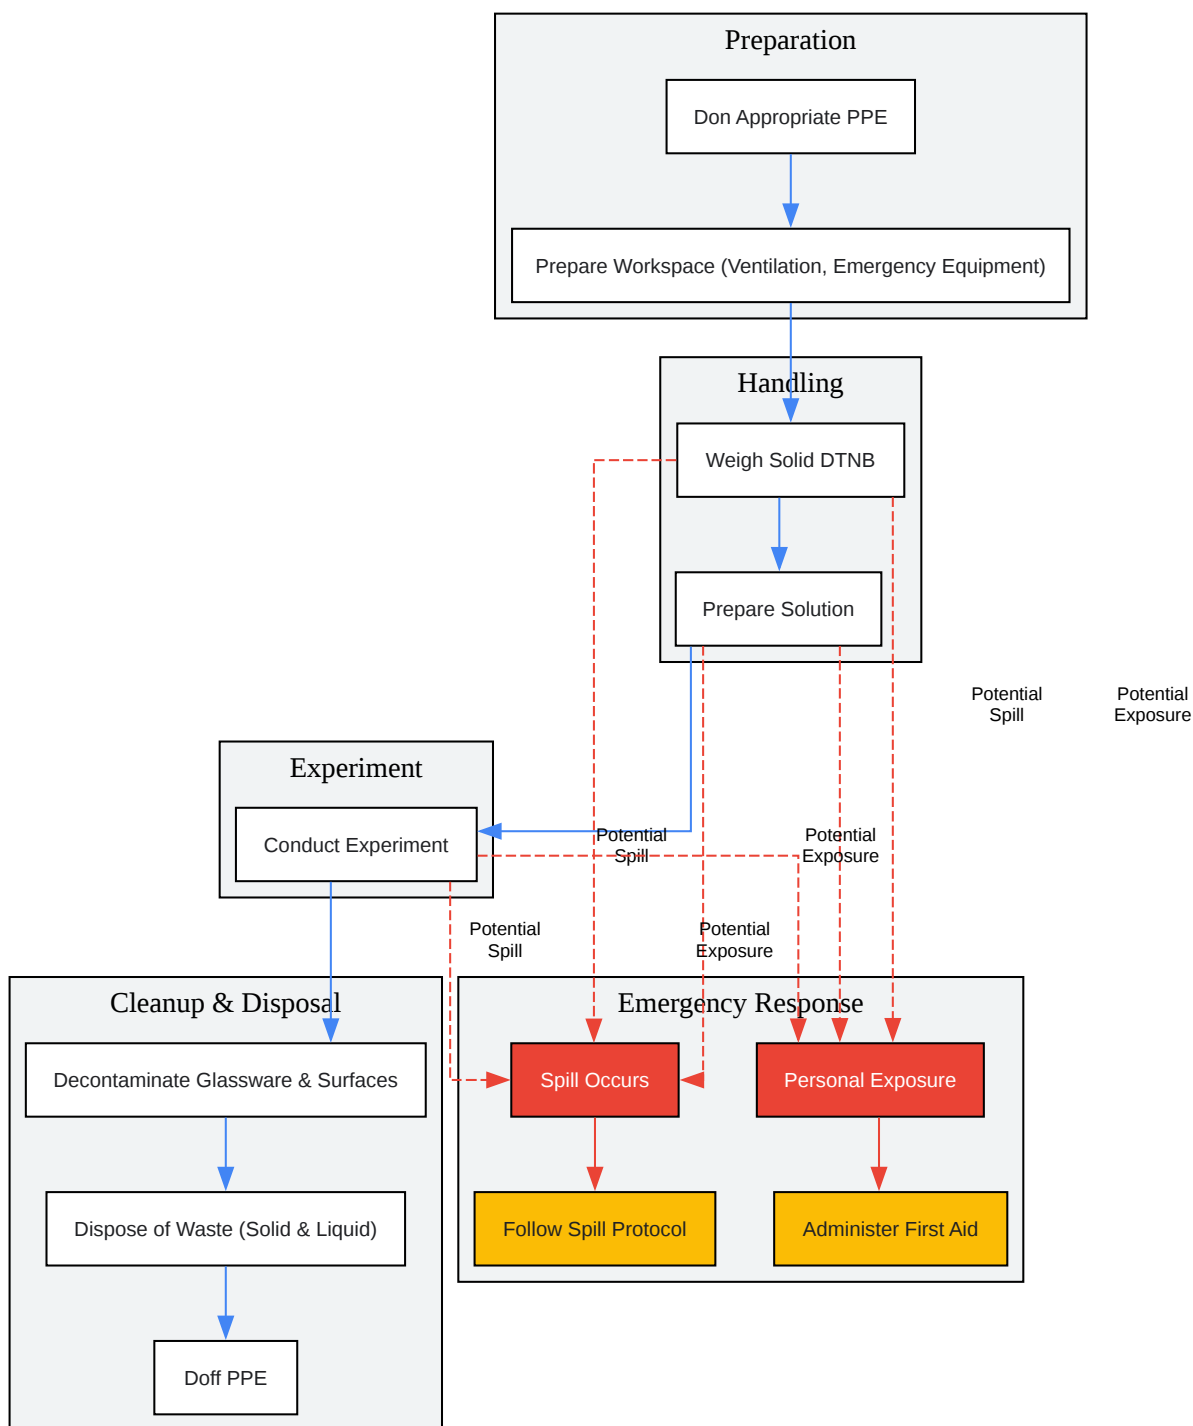 Preparation
Don Appropriate PPE
Prepare Workspace (Ventilation, Emergency Equipment)
Handling
Weigh Solid DTNB
Prepare Solution
Potential
Spill
Potential
Exposure
Experiment
Conduct Experiment
Potential
Spill
Potential
Exposure
Potential
Spill
Potential
Exposure
Cleanup & Disposal
Decontaminate Glassware & Surfaces
Dispose of Waste (Solid & Liquid)
Doff PPE
Emergency Response
Spill Occurs
Personal Exposure
Follow Spill Protocol
Administer First Aid